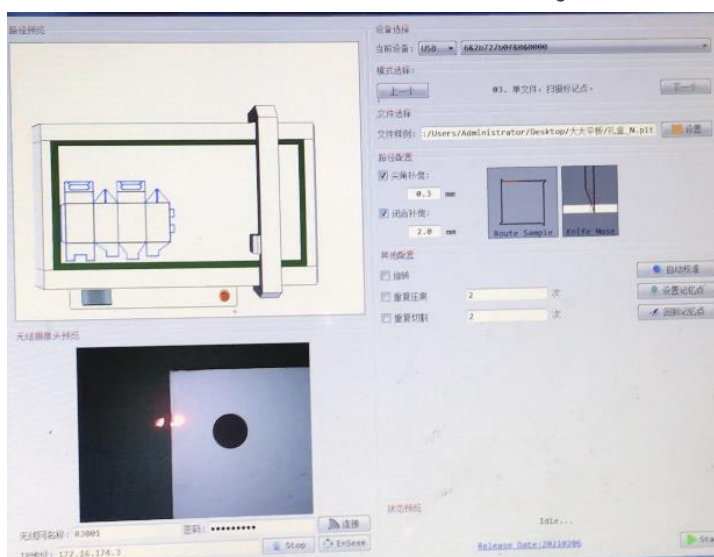 路径预览
设备选择
当前设备: USB 6&2b727b0f&0&0000
模式选择:
上一个 03. 单文件, 扫描标记点. 下一个
文件选择
文件样例: :/Users/Administrator/Desktop/大大平板/礼盒_N.plt 设置
路径配置
尖角补偿:
0.3 mm
闭合补偿:
2.0 mm
Route Sample Knife Nose
其他配置
旋转 自动校准
重复压痕 2 次 设置记忆点
重复切割 2 次 回到记忆点
无线摄像头预览
状态预览
Idle...
无线网名称: RJ001 密码: ●●●●●●●●● 连接
IP地址: 172.16.174.3 Stop EnSeee
Release Date:20210206 Sta